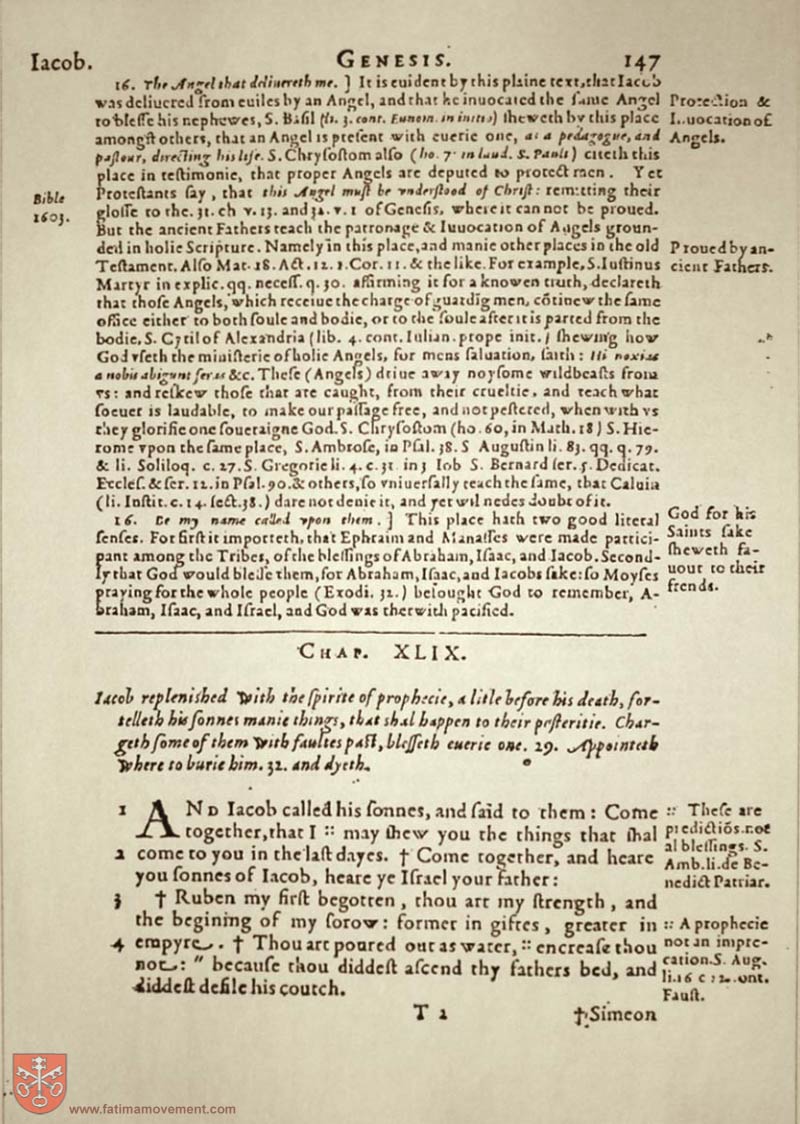 Iacob. GENESIS. 147
16. The Angel that deliuereth me. ] It is euident by this plaine text, that Iacob
was deliuered from euiles by an Angel, and that he inuocated the same Angel
to blesse his nephewes, S. Basil (li. 3. cont. Eunom. in initio) sheweth by this place
amongst others, that an Angel is present with euerie one, as a pedagogue, and
pastour, directing his life. S. Chrysostom also (ho. 7. in laud. S. Pauli) citeth this
place in testimonie, that proper Angels are deputed to protect men. Yet
Protestants say, that this Angel must be vnderstood of Christ: remitting their
glosse to the. 31. ch v. 13. and 32. v. 1 of Genesis, where it can not be proued.
But the ancient Fathers teach the patronage & Inuocation of Angels groun-
ded in holie Scripture. Namely in this place, and manie other places in the old
Testament. Also Mat. 18. Act. 12. 1. Cor. 11. & the like. For example, S. Iustinus
Martyr in explic. qq. necess. q. 30. affirming it for a knowen truth, declareth
that those Angels, which receiue the charge of guardīg men, cōtinew the same
office either to both soule and bodie, or to the soule after it is parted from the
bodie, S. Cyril of Alexandria (lib. 4. cont. Iulian. prope init.) shewing how
God vseth the ministerie of holie Angels, for mens saluation, saith: Hi noxias
a nobis abigunt feras &c. These (Angels) driue away noysome wildbeasts from
vs: and reskew those that are caught, from their crueltie, and teach what
soeuer is laudable, to make our passage free, and not pestered, when with vs
they glorifie one soueraigne God. S. Chrysostom (ho. 60, in Math. 18) S. Hie-
rome vpon the same place, S. Ambrose, in Psal. 38. S Augustin li. 83. qq. q. 79.
& li. Soliloq. c. 27. S. Gregorie li. 4. c. 31 in 3 Iob S. Bernard ser. 5. Dedicat.
Eccles. & ser. 12. in Psal. 90. & others, so vniuersally teach the same, that Caluin
(li. Instit. c. 14. sect. 38.) dare not denie it, and yet wil nedes doubt of it.
16. Be my name called vpon them. ] This place hath two good literal
senses. For first it importeth, that Ephraim and Manasses were made partici-
pant among the Tribes, of the blessings of Abraham, Isaac, and Iacob. Second-
ly that God would blesse them, for Abraham, Isaac, and Iacobs sake: so Moyses
praying for the whole people (Exodi. 32.) besought God to remember, A-
braham, Isaac, and Israel, and God was therwith pacified.
Bible
1603.
Protection &
Inuocation of
Angels.
Proued by an-
cient Fathers.
God for his
Saints sake
sheweth fa-
uour to their
frends.
CHAP. XLIX.
Iacob replenished with the spirite of prophecie, a litle before his death, for-
telleth his sonnes manie things, that shal happen to their posteritie. Char-
geth some of them with faultes past, blesseth euerie one. 29. Appointeth
where to burie him. 32. and dyeth.
1 AND Iacob called his sonnes, and said to them: Come
together, that I :: may shew you the things that shal
2 come to you in the last dayes. † Come together, and heare
you sonnes of Iacob, heare ye Israel your father:
3 † Ruben my first begotten, thou art my strength, and
the begining of my sorow: former in giftes, greater in
4 empyre. † Thou art poured out as water, :: encrease thou
not: " because thou diddest ascend thy fathers bed, and
diddest defile his couch.
:: These are
predictiōs not
al blessings. S.
Amb. li. de Be-
nedict Patriar.
:: A prophecie
not an impre-
cation. S. Aug.
li. 16 c 12. ont.
Faust.
T 2 † Simeon
www.fatimamovement.com